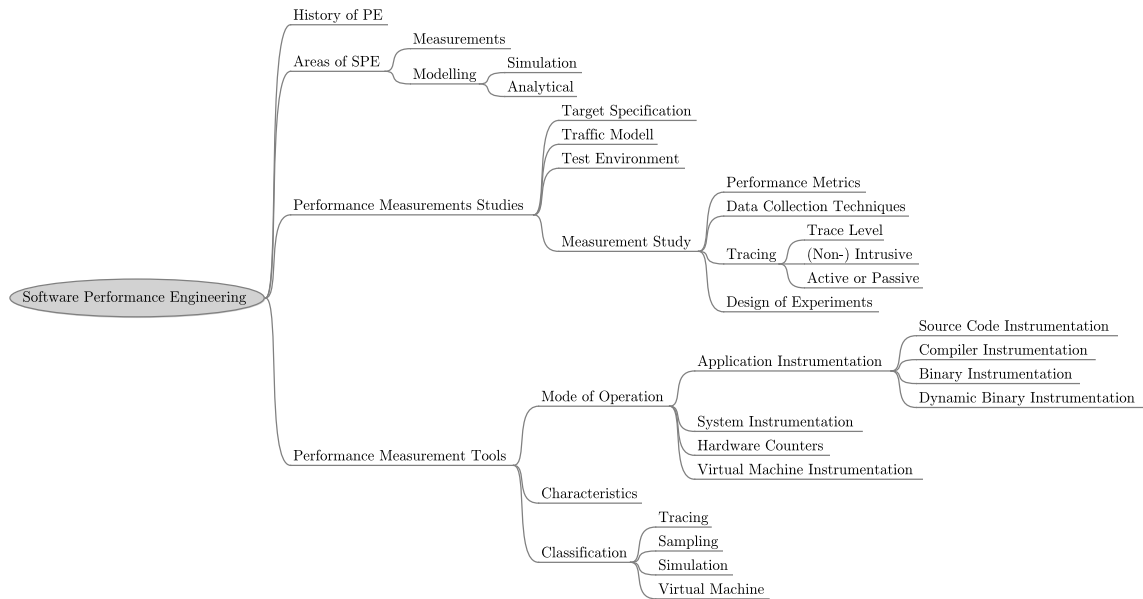 History of PE
Areas of SPE
Measurements
Modelling
Simulation
Analytical
Performance Measurements Studies
Target Specification
Traffic Modell
Test Environment
Measurement Study
Performance Metrics
Data Collection Techniques
Tracing
Trace Level
(Non-) Intrusive
Active or Passive
Design of Experiments
Software Performance Engineering
Performance Measurement Tools
Mode of Operation
Application Instrumentation
Source Code Instrumentation
Compiler Instrumentation
Binary Instrumentation
Dynamic Binary Instrumentation
System Instrumentation
Hardware Counters
Virtual Machine Instrumentation
Characteristics
Classification
Tracing
Sampling
Simulation
Virtual Machine